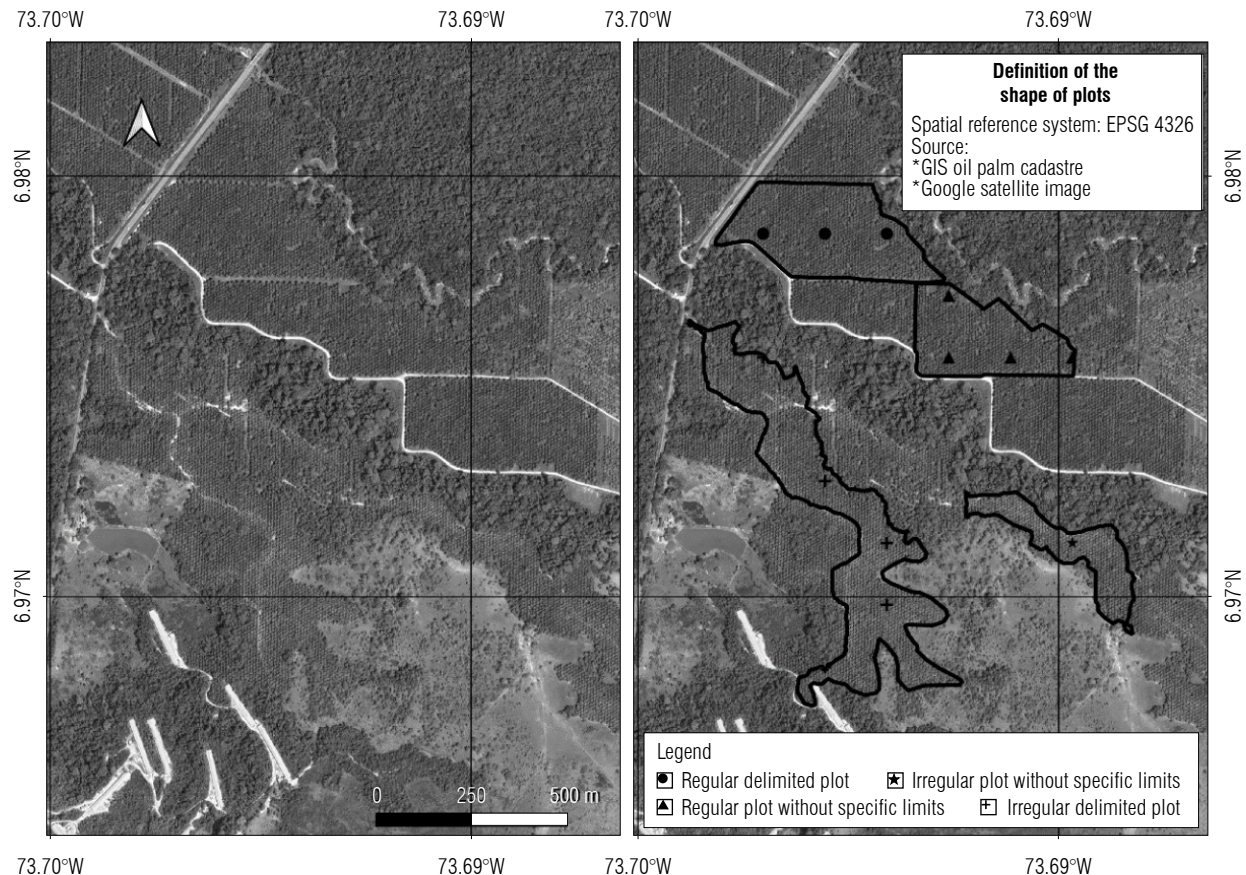 73.70°W
73.69°W
73.70°W
73.69°W
Definition of the
shape of plots
Spatial reference system: EPSG 4326
Source:
*GIS oil palm cadastre
*Google satellite image
6.98°N
6.98°N
6.97°N
6.97°N
0 250 500 m
Legend
Regular delimited plot
Irregular plot without specific limits
Regular plot without specific limits
Irregular delimited plot
73.70°W
73.69°W
73.70°W
73.69°W